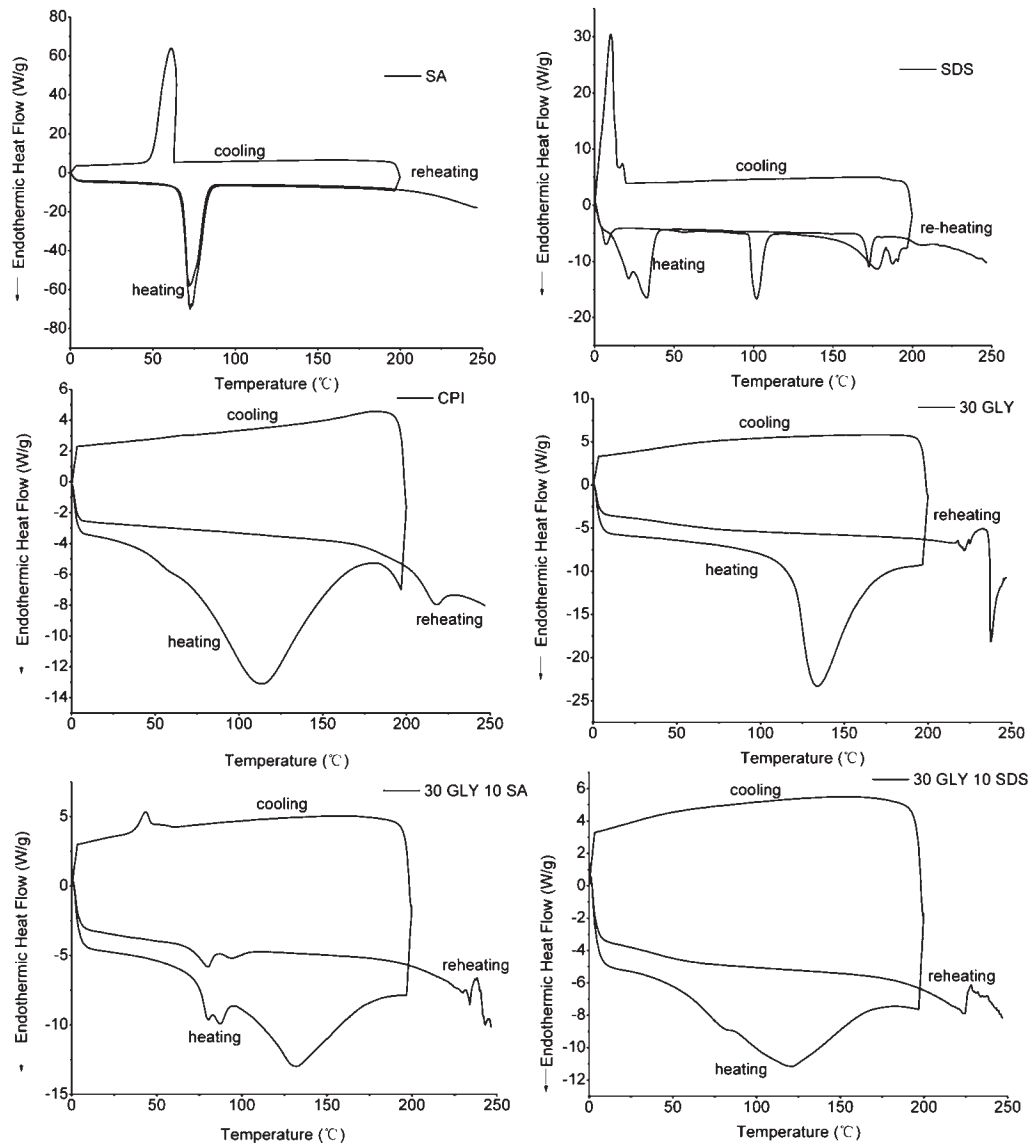 Endothermic Heat Flow (W/g)
80
60
40
20
0
-20
-40
-60
-80
SA
cooling
reheating
heating
0 50 100 150 200 250
Temperature (℃)
Endothermic Heat Flow (W/g)
30
20
10
0
-10
-20
SDS
cooling
re-heating
heating
0 50 100 150 200 250
Temperature (℃)
Endothermic Heat Flow (W/g)
6
4
2
0
-2
-4
-6
-8
-10
-12
-14
CPI
cooling
heating
reheating
0 50 100 150 200 250
Temperature (℃)
Endothermic Heat Flow (W/g)
10
5
0
-5
-10
-15
-20
-25
30 GLY
cooling
reheating
heating
0 50 100 150 200 250
Temperature (℃)
Endothermic Heat Flow (W/g)
5
0
-5
-10
-15
30 GLY 10 SA
cooling
reheating
heating
0 50 100 150 200 250
Temperature (℃)
Endothermic Heat Flow (W/g)
6
4
2
0
-2
-4
-6
-8
-10
-12
30 GLY 10 SDS
cooling
reheating
heating
0 50 100 150 200 250
Temperature (℃)